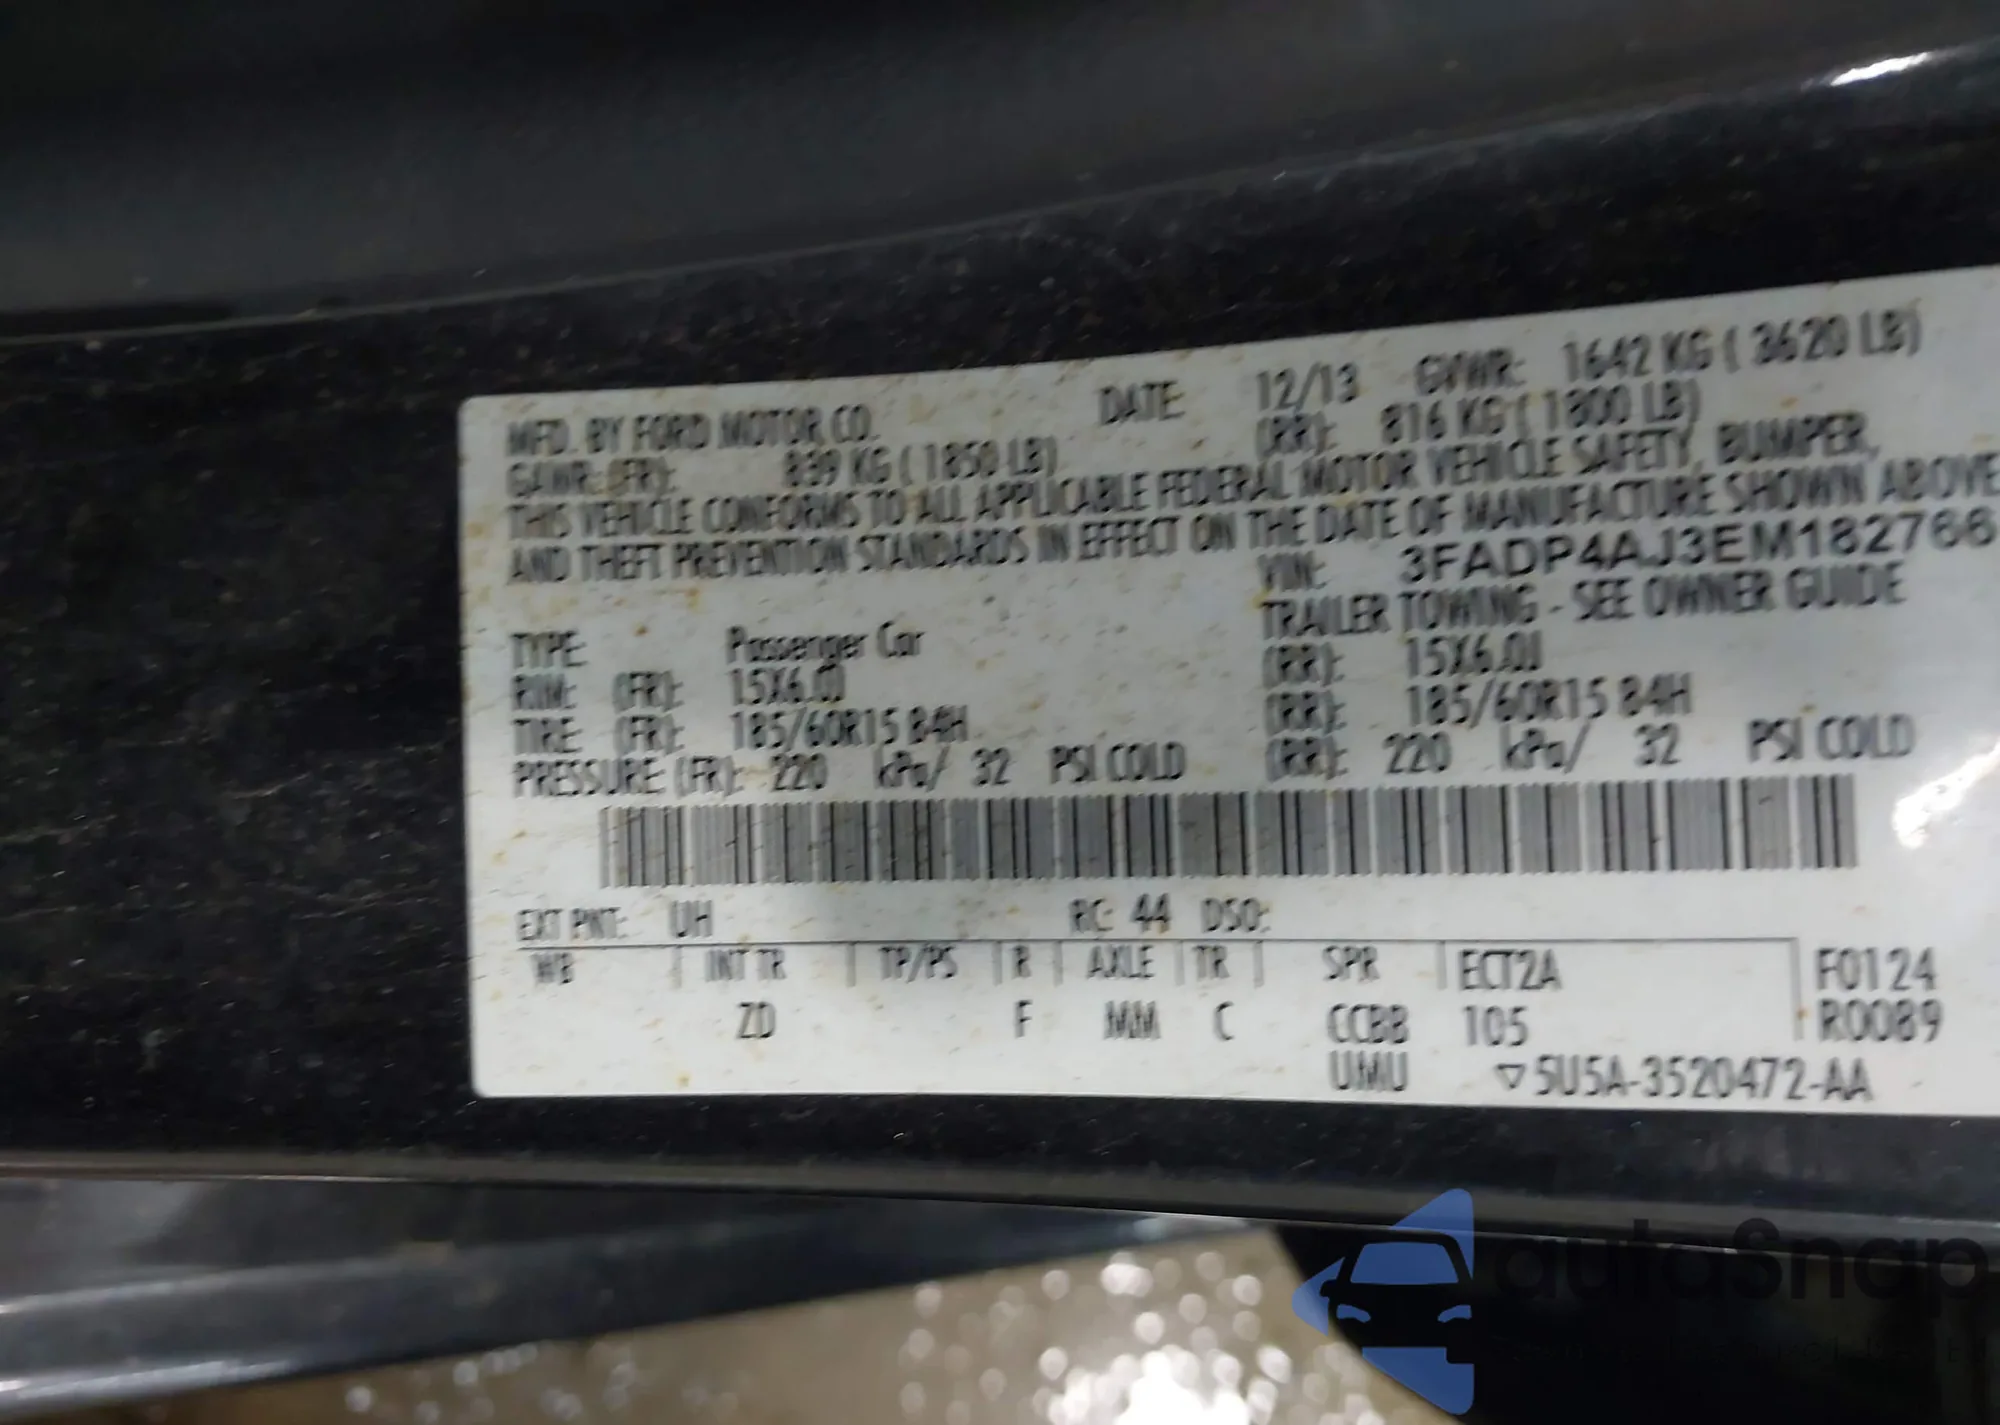 MFD. BY FORD MOTOR CO. DATE: 12/13 GVWR: 1642 KG ( 3620 LB)
GAWR: (FR): 839 KG ( 1850 LB) (RR): 816 KG ( 1800 LB)
THIS VEHICLE CONFORMS TO ALL APPLICABLE FEDERAL MOTOR VEHICLE SAFETY, BUMPER,
AND THEFT PREVENTION STANDARDS IN EFFECT ON THE DATE OF MANUFACTURE SHOWN ABOVE
VIN: 3FADP4AJ3EM182766
TYPE: Passenger Car TRAILER TOWING - SEE OWNER GUIDE
RIM: (FR): 15X6.0J (RR): 15X6.0J
TIRE: (FR): 185/60R15 84H (RR): 185/60R15 84H
PRESSURE: (FR): 220 kPa/ 32 PSI COLD (RR): 220 kPa/ 32 PSI COLD
EXT PNT: UH RC: 44 DSO:
WB | INT TR | TP/PS | R | AXLE | TR | SPR | ECT2A F0124
ZD F MM C CCBB 105 R0089
UMU ▽5U5A-3520472-AA
autoSnap